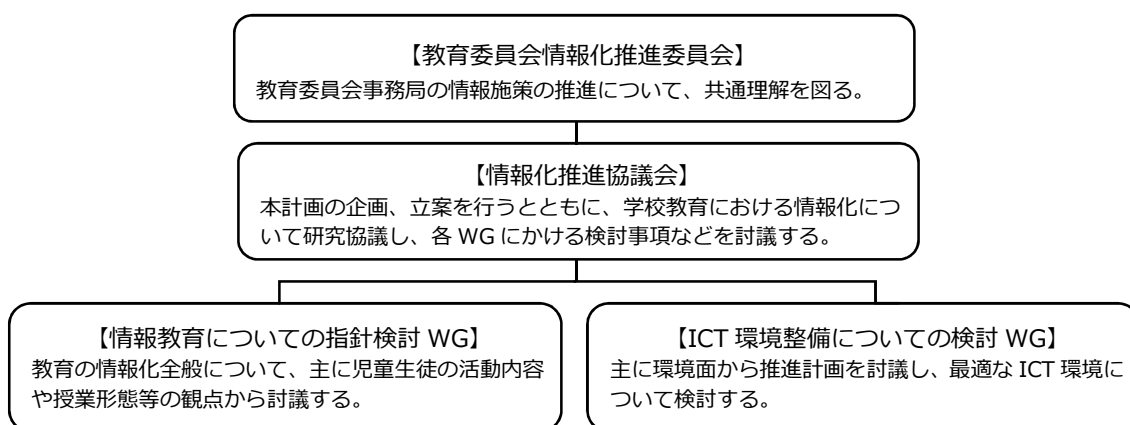 【教育委員会情報化推進委員会】
教育委員会事務局の情報施策の推進について、共通理解を図る。
【情報化推進協議会】
本計画の企画、立案を行うとともに、学校教育における情報化につ
いて研究協議し、各 WG にかける検討事項などを討議する。
【情報教育についての指針検討 WG】
教育の情報化全般について、主に児童生徒の活動内容
や授業形態等の観点から討議する。
【ICT 環境整備についての検討 WG】
主に環境面から推進計画を討議し、最適な ICT 環境に
ついて検討する。